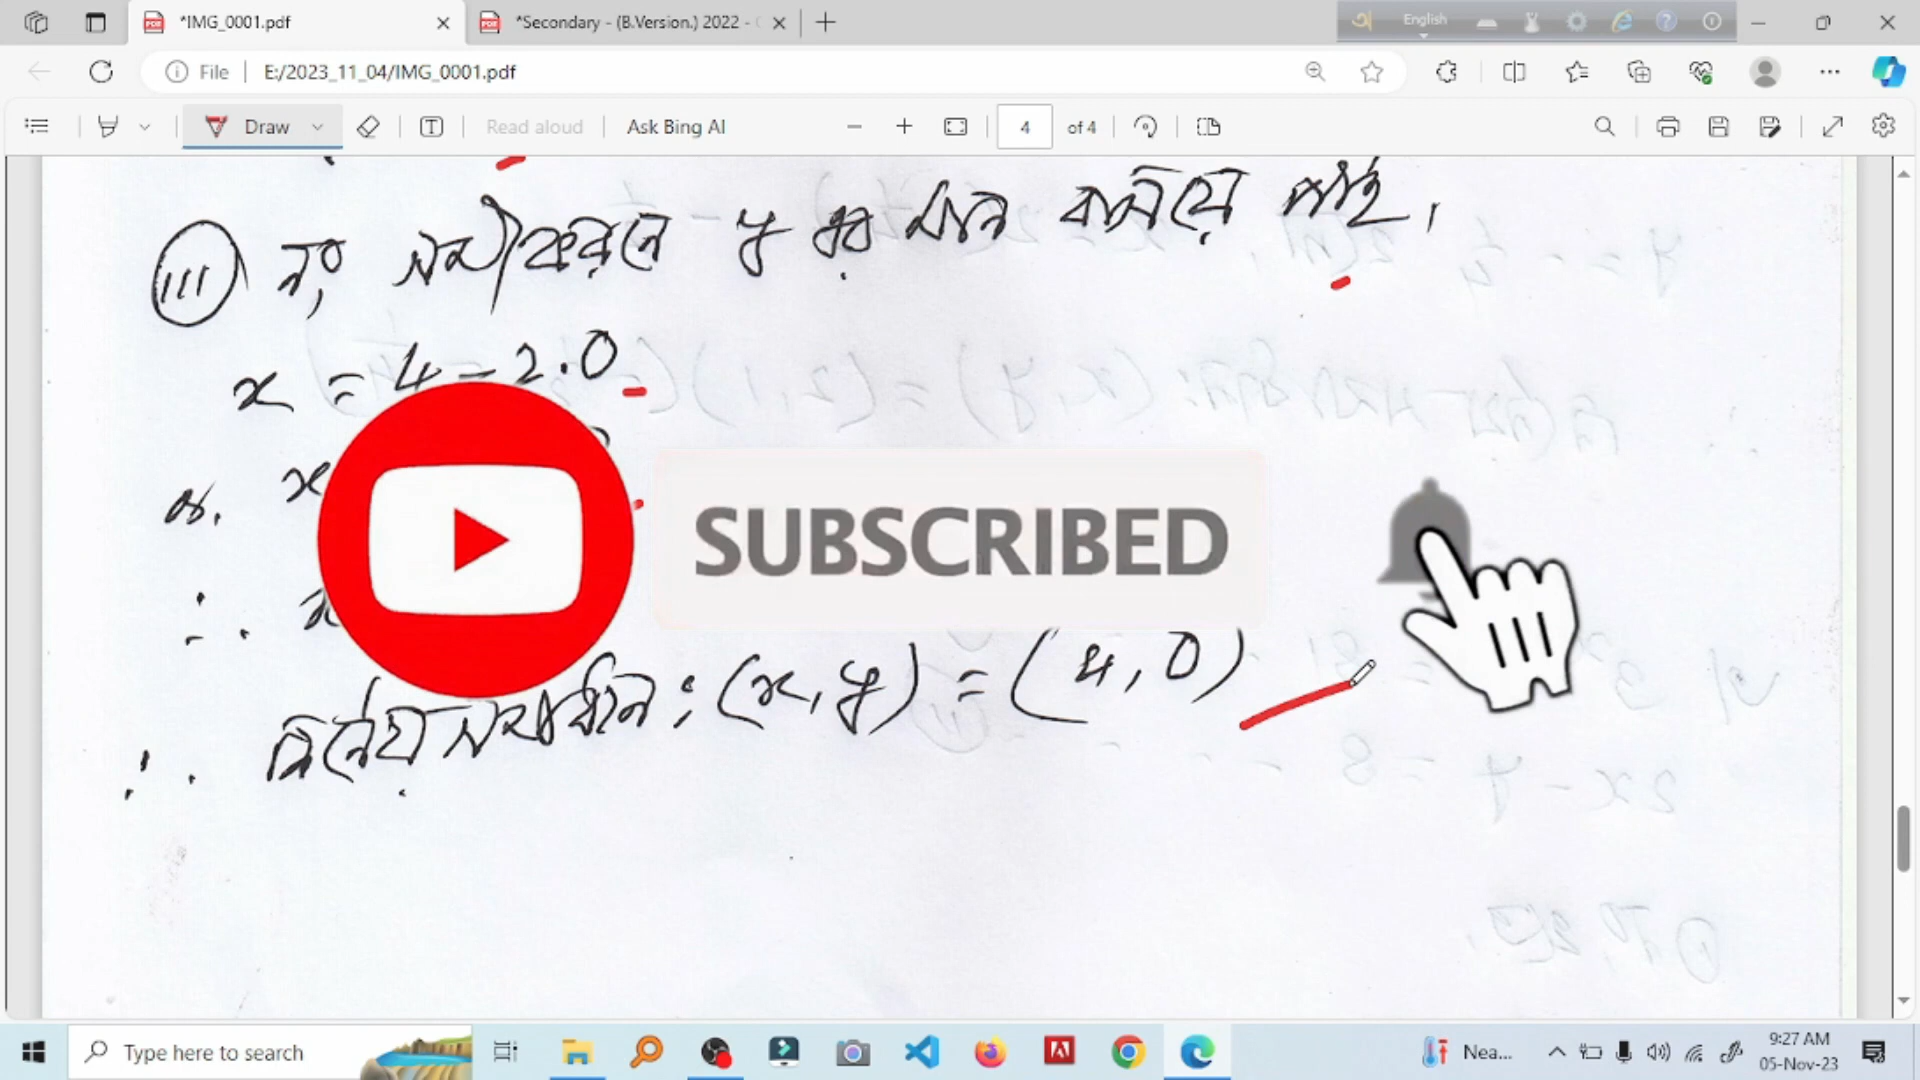 *IMG_0001.pdf
*Secondary - (B.Version.) 2022 -
English
File E:/2023_11_04/IMG_0001.pdf
Draw
Read aloud
Ask Bing AI
4 of 4
(III) নং সমীকরনে y এর মান বসিয়ে পাই,
x = 4 - 2.0
বা, x
∴ x
SUBSCRIBED
∴ নির্ণেয় সমাধান: (x, y) = (4, 0)
Type here to search
Nea...
9:27 AM
05-Nov-23